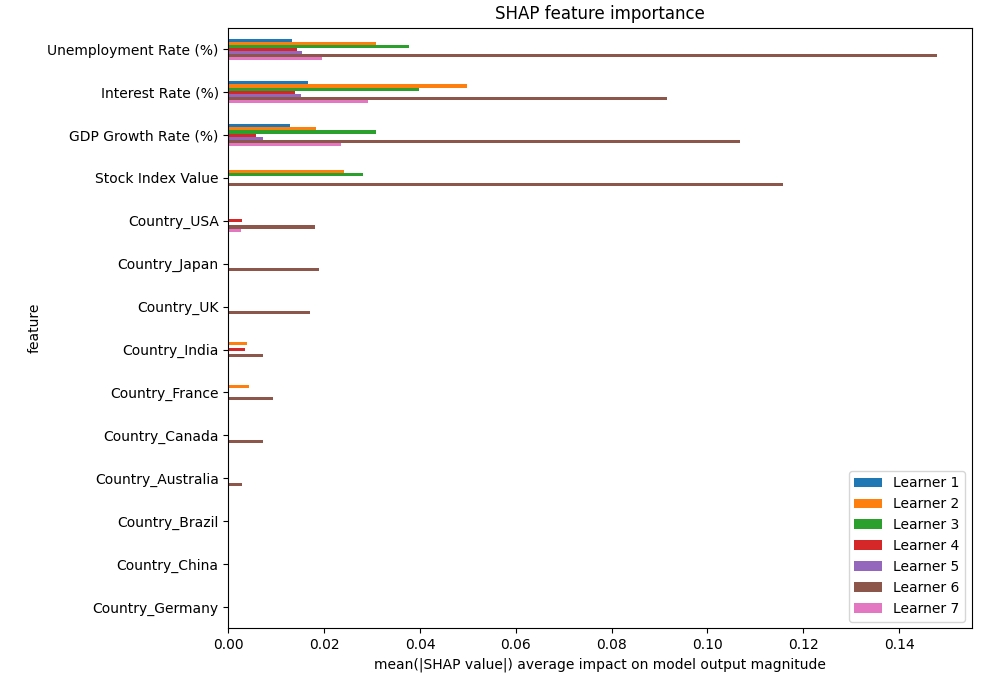 SHAP feature importance
Unemployment Rate (%)
Interest Rate (%)
GDP Growth Rate (%)
Stock Index Value
Country_USA
Country_Japan
Country_UK
Country_India
Country_France
Country_Canada
Country_Australia
Country_Brazil
Country_China
Country_Germany
feature
Learner 1
Learner 2
Learner 3
Learner 4
Learner 5
Learner 6
Learner 7
0.00 0.02 0.04 0.06 0.08 0.10 0.12 0.14
mean(|SHAP value|) average impact on model output magnitude